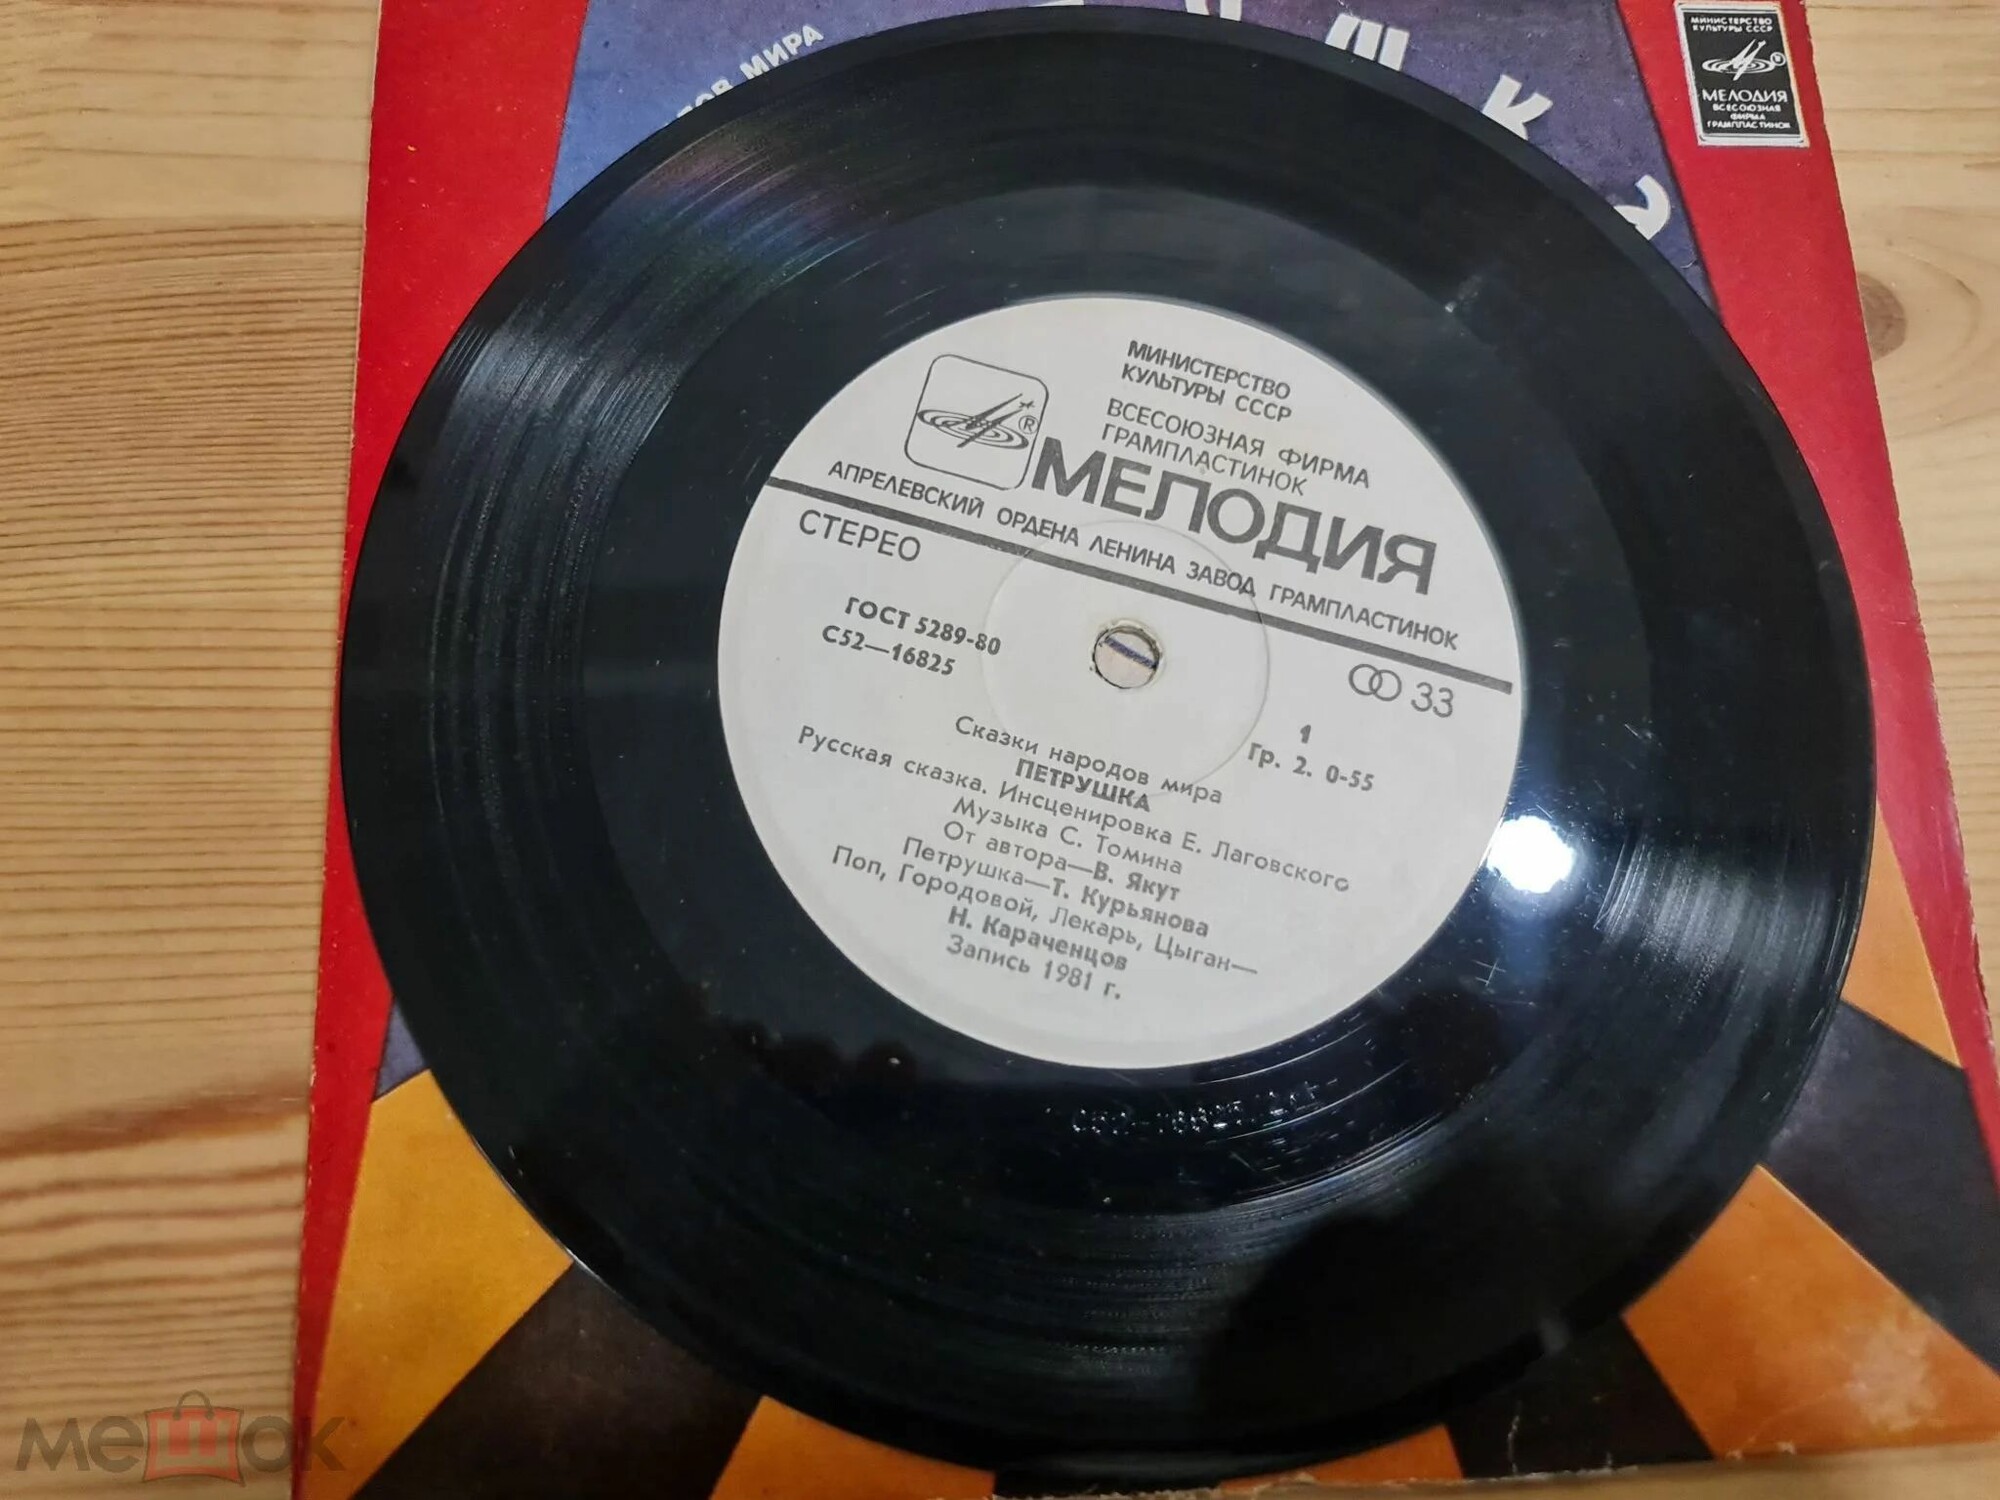 МИРА
К
МИНИСТЕРСТВО
КУЛЬТУРЫ СССР
МЕЛОДИЯ
ВСЕСОЮЗНАЯ
ФИРМА
ГРАМПЛАСТИНОК
МИНИСТЕРСТВО
КУЛЬТУРЫ СССР
ВСЕСОЮЗНАЯ ФИРМА
ГРАМПЛАСТИНОК
®
МЕЛОДИЯ
АПРЕЛЕВСКИЙ ОРДЕНА ЛЕНИНА ЗАВОД ГРАМПЛАСТИНОК
СТЕРЕО
33
ГОСТ 5289-80
С52—16825
1
Гр. 2. 0-55
Сказки народов мира
ПЕТРУШКА
Русская сказка. Инсценировка Е. Лаговского
Музыка С. Томина
От автора—В. Якут
Петрушка—Т. Курьянова
Поп, Городовой, Лекарь, Цыган—
Н. Караченцов
Запись 1981 г.
мешок